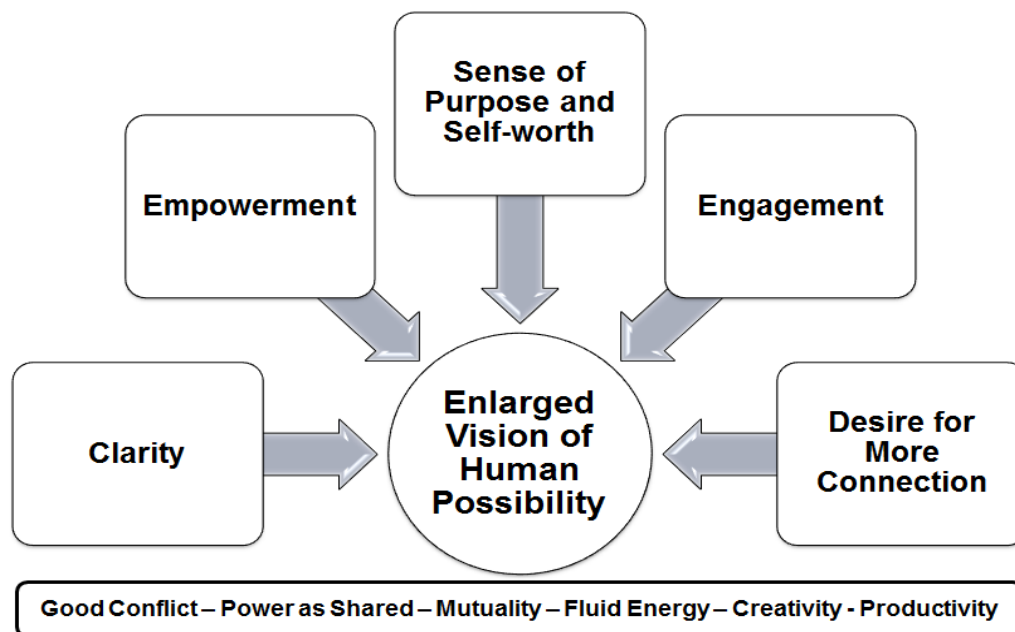 Sense of
Purpose and
Self-worth
Empowerment
Engagement
Clarity
Enlarged
Vision of
Human
Possibility
Desire for
More
Connection
Good Conflict – Power as Shared – Mutuality – Fluid Energy – Creativity - Productivity